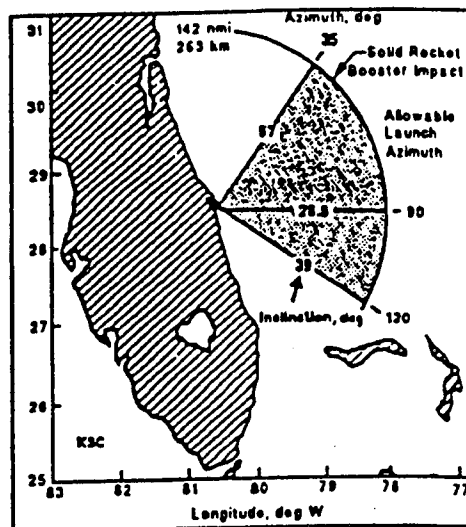 Azimuth, deg
142 nmi
263 km
35
Solid Rocket
Booster Impact
Allowable
Launch
Azimuth
57
28.5
90
39
Inclination, deg
120
KSC
31
30
29
28
27
26
25
83
82
81
80
79
78
77
Longitude, deg W